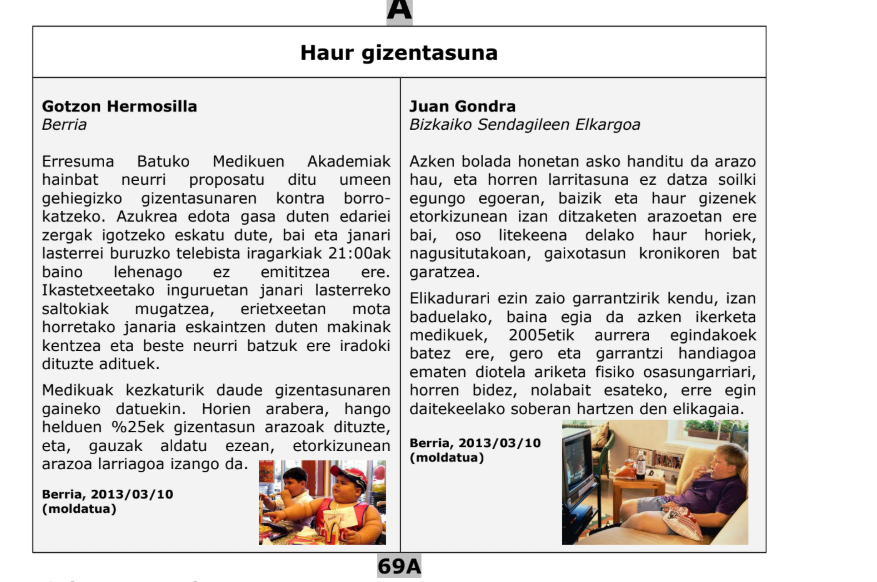 A
Haur gizentasuna
Gotzon Hermosilla
Berria
Erresuma Batuko Medikuen Akademiak
hainbat neurri proposatu ditu umeen
gehiegizko gizentasunaren kontra borro-
katzeko. Azukrea edota gasa duten edariei
zergak igotzeko eskatu dute, bai eta janari
lasterrei buruzko telebista iragarkiak 21:00ak
baino lehenago ez emititzea ere.
Ikastetxeetako inguruetan janari lasterreko
saltokiak mugatzea, erietxeetan mota
horretako janaria eskaintzen duten makinak
kentzea eta beste neurri batzuk ere iradoki
dituzte adituek.
Medikuak kezkaturik daude gizentasunaren
gaineko datuekin. Horien arabera, hango
helduen %25ek gizentasun arazoak dituzte,
eta, gauzak aldatu ezean, etorkizunean
arazoa larriagoa izango da.
Berria, 2013/03/10
(moldatua)
Juan Gondra
Bizkaiko Sendagileen Elkargoa
Azken bolada honetan asko handitu da arazo
hau, eta horren larritasuna ez datza soilki
egungo egoeran, baizik eta haur gizenek
etorkizunean izan ditzaketen arazoetan ere
bai, oso litekeena delako haur horiek,
nagusitutakoan, gaixotasun kronikoren bat
garatzea.
Elikadurari ezin zaio garrantzirik kendu, izan
baduelako, baina egia da azken ikerketa
medikuek, 2005etik aurrera egindakoek
batez ere, gero eta garrantzi handiagoa
ematen diotela ariketa fisiko osasungarriari,
horren bidez, nolabait esateko, erre egin
daitekeelako soberan hartzen den elikagaia.
Berria, 2013/03/10
(moldatua)
69A